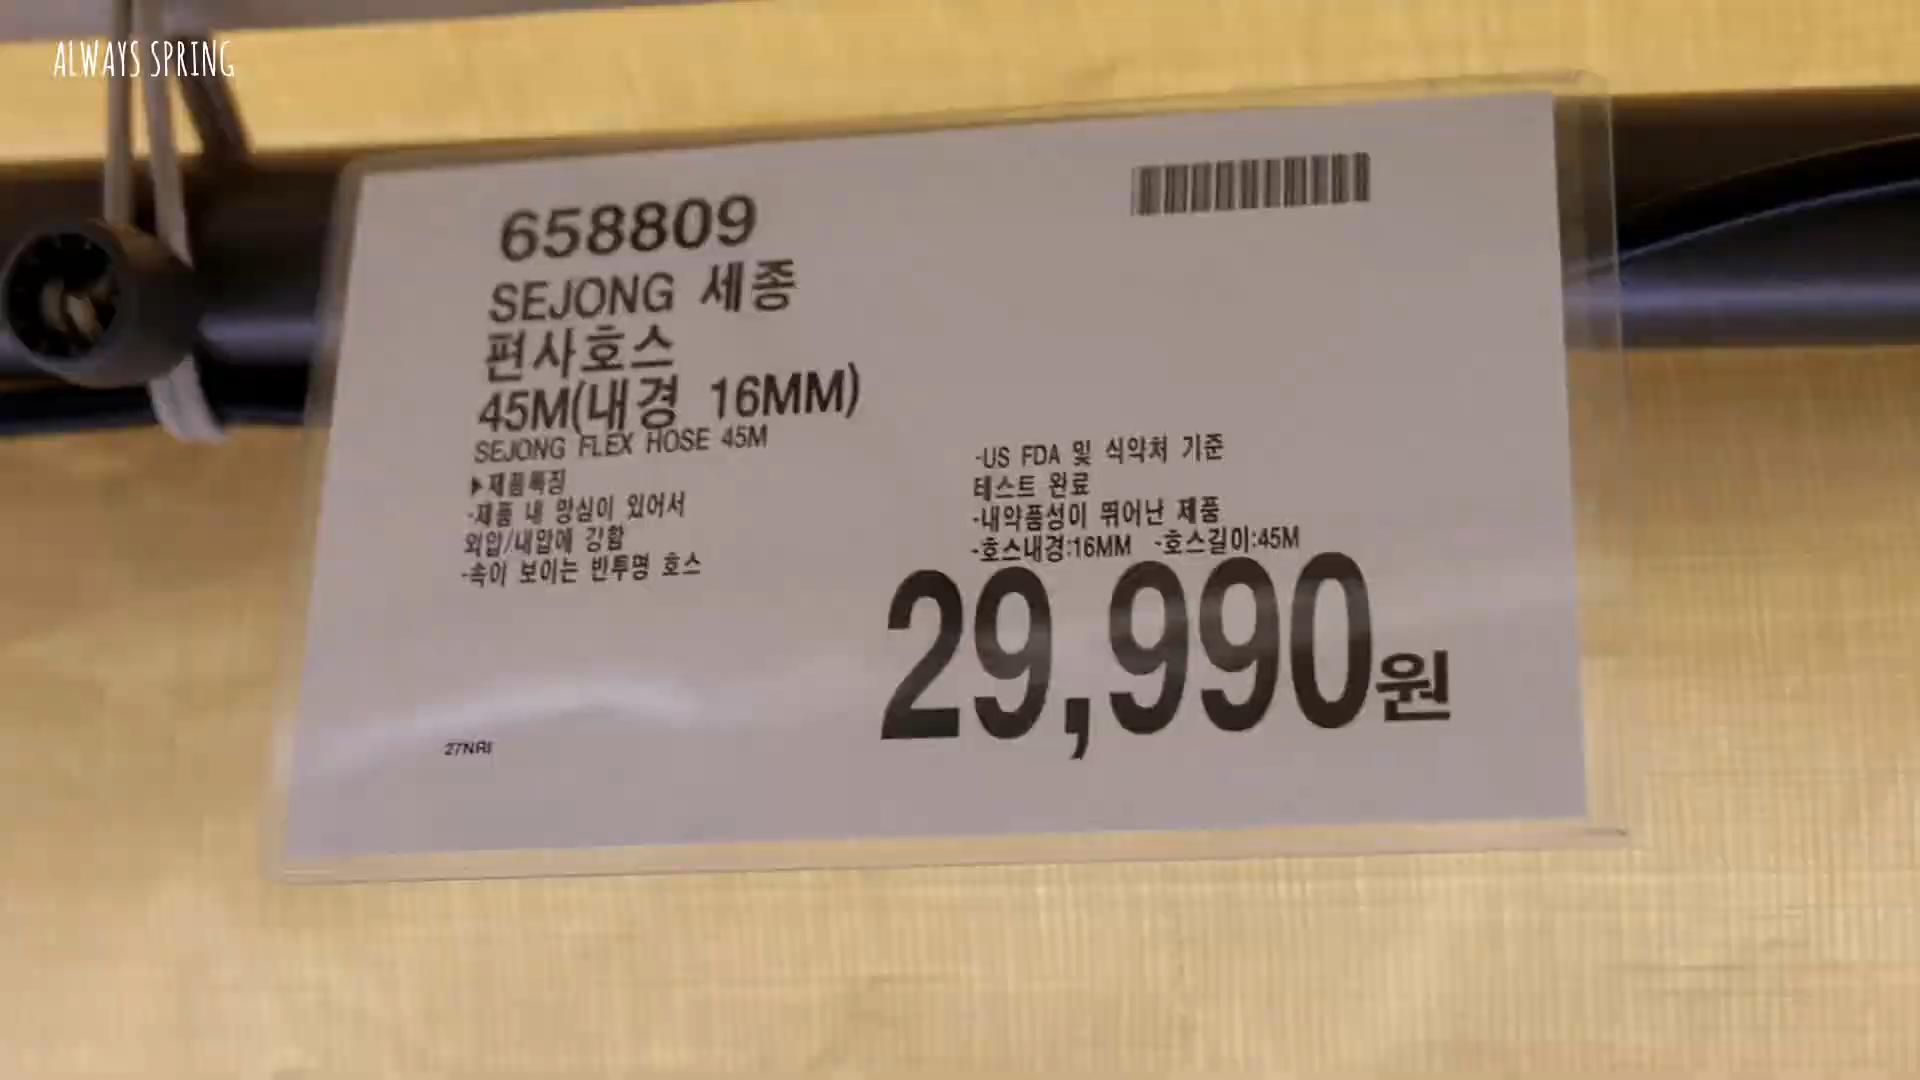 ALWAYS SPRING
658809
SEJONG 세종
편사호스
45M(내경 16MM)
SEJONG FLEX HOSE 45M
▶제품특징
-제품 내 망심이 있어서
외압/내압에 강함
-속이 보이는 반투명 호스
-US FDA 및 식약처 기준
테스트 완료
-내약품성이 뛰어난 제품
-호스내경:16MM -호스길이:45M
29,990원
27NRI